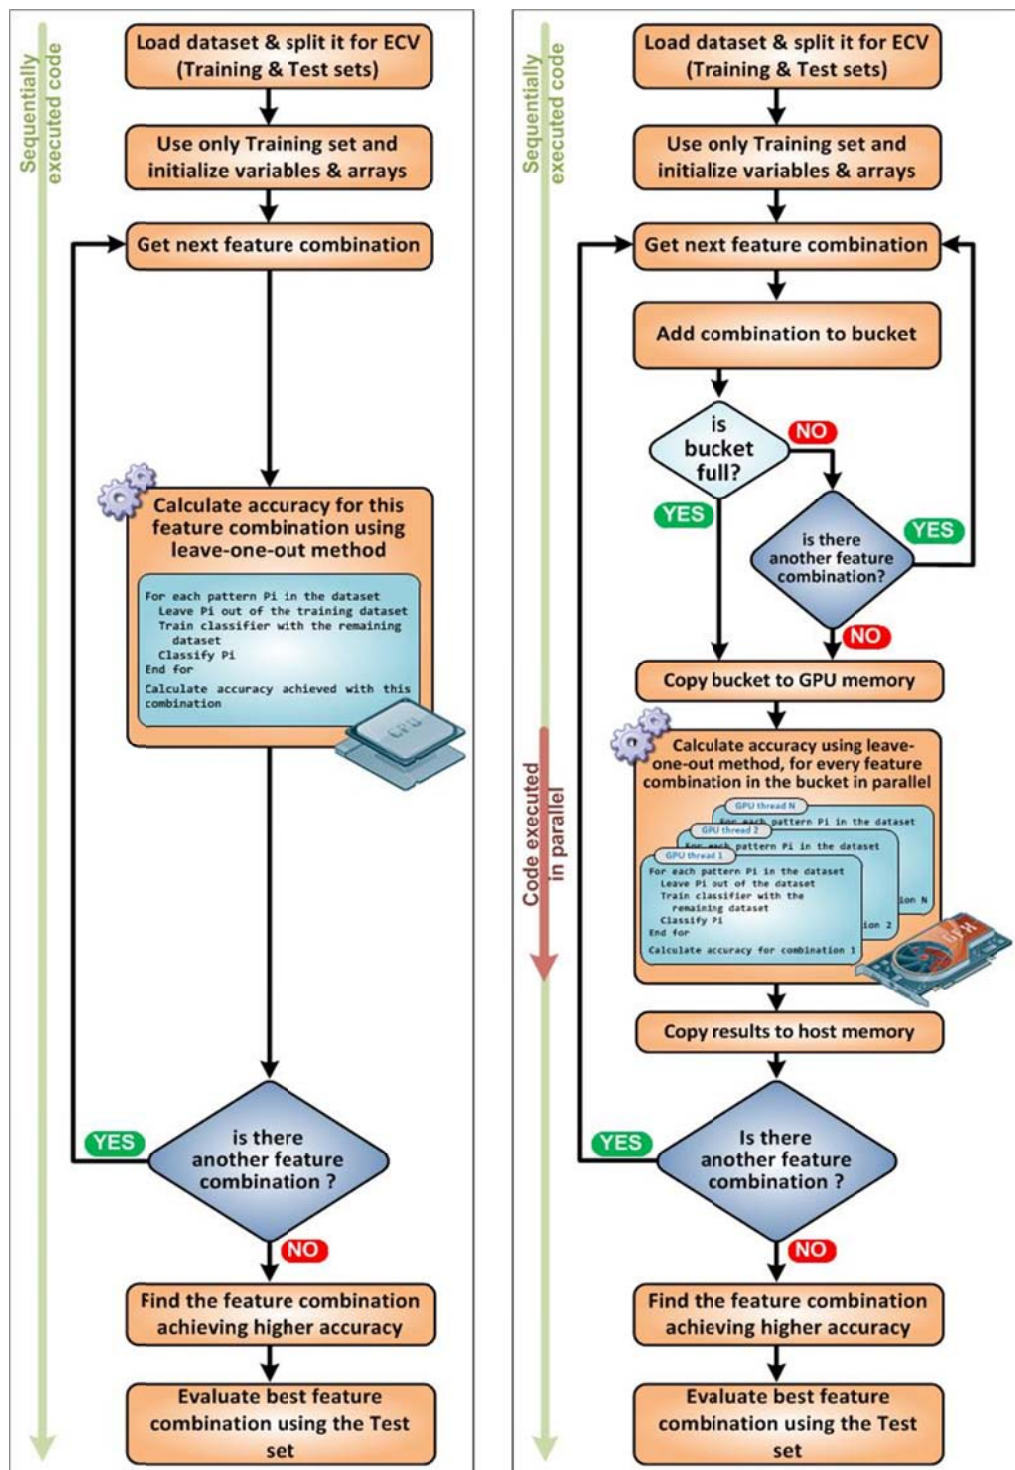 Sequentially
executed code
Load dataset & split it for ECV
(Training & Test sets)
Use only Training set and
initialize variables & arrays
Get next feature combination
Calculate accuracy for this
feature combination using
leave-one-out method
For each pattern Pi in the dataset
Leave Pi out of the training dataset
Train classifier with the remaining
dataset
Classify Pi
End for
Calculate accuracy achieved with this
combination
CPU
is there
another feature
combination ?
YES
NO
Find the feature combination
achieving higher accuracy
Evaluate best feature
combination using the Test
set
Sequentially
executed code
Code executed
in parallel
Load dataset & split it for ECV
(Training & Test sets)
Use only Training set and
initialize variables & arrays
Get next feature combination
Add combination to bucket
is
bucket
full?
NO
YES
is there
another feature
combination?
YES
NO
Copy bucket to GPU memory
Calculate accuracy using leave-
one-out method, for every feature
combination in the bucket in parallel
GPU thread N
For each pattern Pi in the dataset
GPU thread 2
For each pattern Pi in the dataset
GPU thread 1
For each pattern Pi in the dataset
Leave Pi out of the dataset
Train classifier with the
remaining dataset
Classify Pi
End for
Calculate accuracy for combination 1
ion 2
ion N
Copy results to host memory
Is there
another feature
combination ?
YES
NO
Find the feature combination
achieving higher accuracy
Evaluate best feature
combination using the Test
set